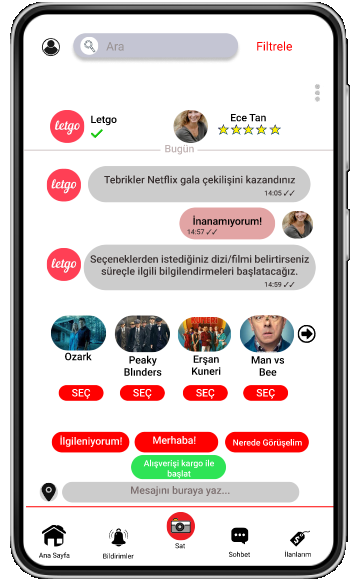 Ara
Filtrele
letgo
Letgo
Ece Tan
Bugün
letgo
Tebrikler Netflix gala çekilişini kazandınız
14:05 ✓✓
İnanamıyorum!
14:57 ✓✓
letgo
Seçeneklerden istediğiniz dizi/filmi belirtirseniz
süreçle ilgili bilgilendirmeleri başlatacağız.
14:59 ✓✓
Ozark
Peaky
Blınders
Erşan
Kuneri
Man vs
Bee
SEÇ
SEÇ
SEÇ
SEÇ
İlgileniyorum!
Merhaba!
Nerede Görüşelim
Alışverişi kargo ile
başlat
Mesajını buraya yaz...
Ana Sayfa
Bildirimler
Sat
Sohbet
İlanlarım